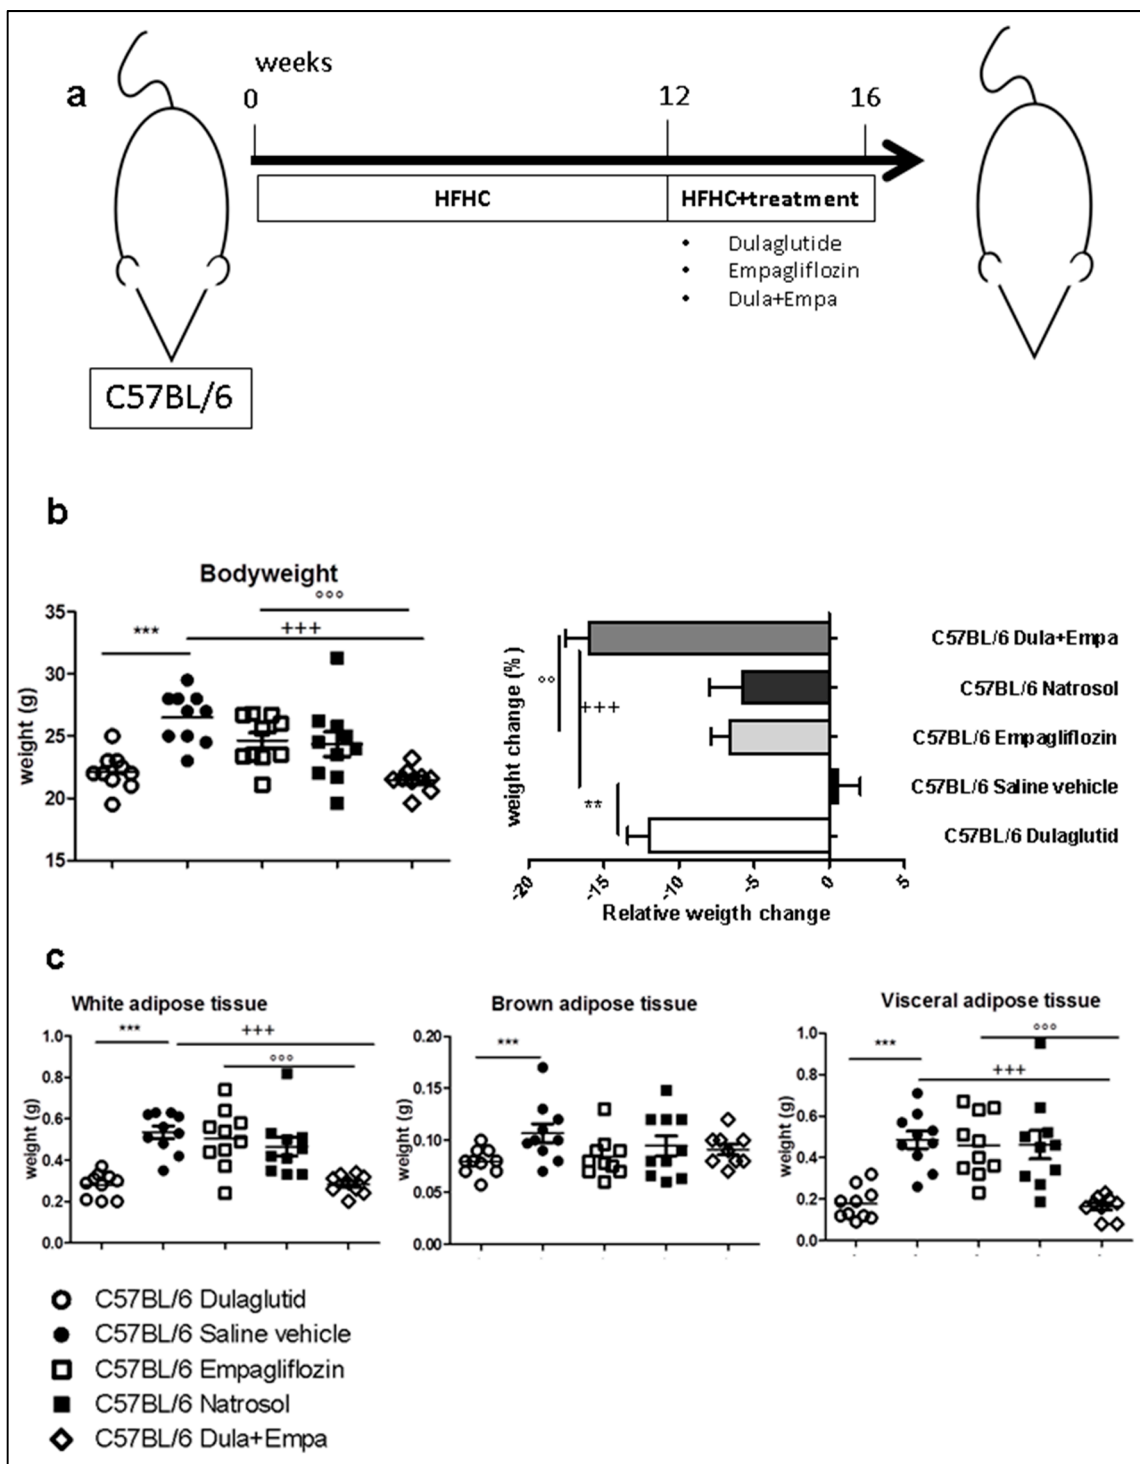 a
weeks
0
12
16
HFHC
HFHC+treatment
• Dulaglutide
• Empagliflozin
• Dula+Empa
C57BL/6
b
Bodyweight
°°°
***
+++
35
30
25
20
15
weight (g)
weight change (%)
°°
+++
**
C57BL/6 Dula+Empa
C57BL/6 Natrosol
C57BL/6 Empagliflozin
C57BL/6 Saline vehicle
C57BL/6 Dulaglutid
-20 -15 -10 -5 0 5
Relative weigth change
c
White adipose tissue
***
+++
°°°
1.0
0.8
0.6
0.4
0.2
0.0
weight (g)
Brown adipose tissue
***
0.20
0.15
0.10
0.05
0.00
weight (g)
Visceral adipose tissue
°°°
***
+++
1.0
0.8
0.6
0.4
0.2
0.0
weight (g)
C57BL/6 Dulaglutid
C57BL/6 Saline vehicle
C57BL/6 Empagliflozin
C57BL/6 Natrosol
C57BL/6 Dula+Empa